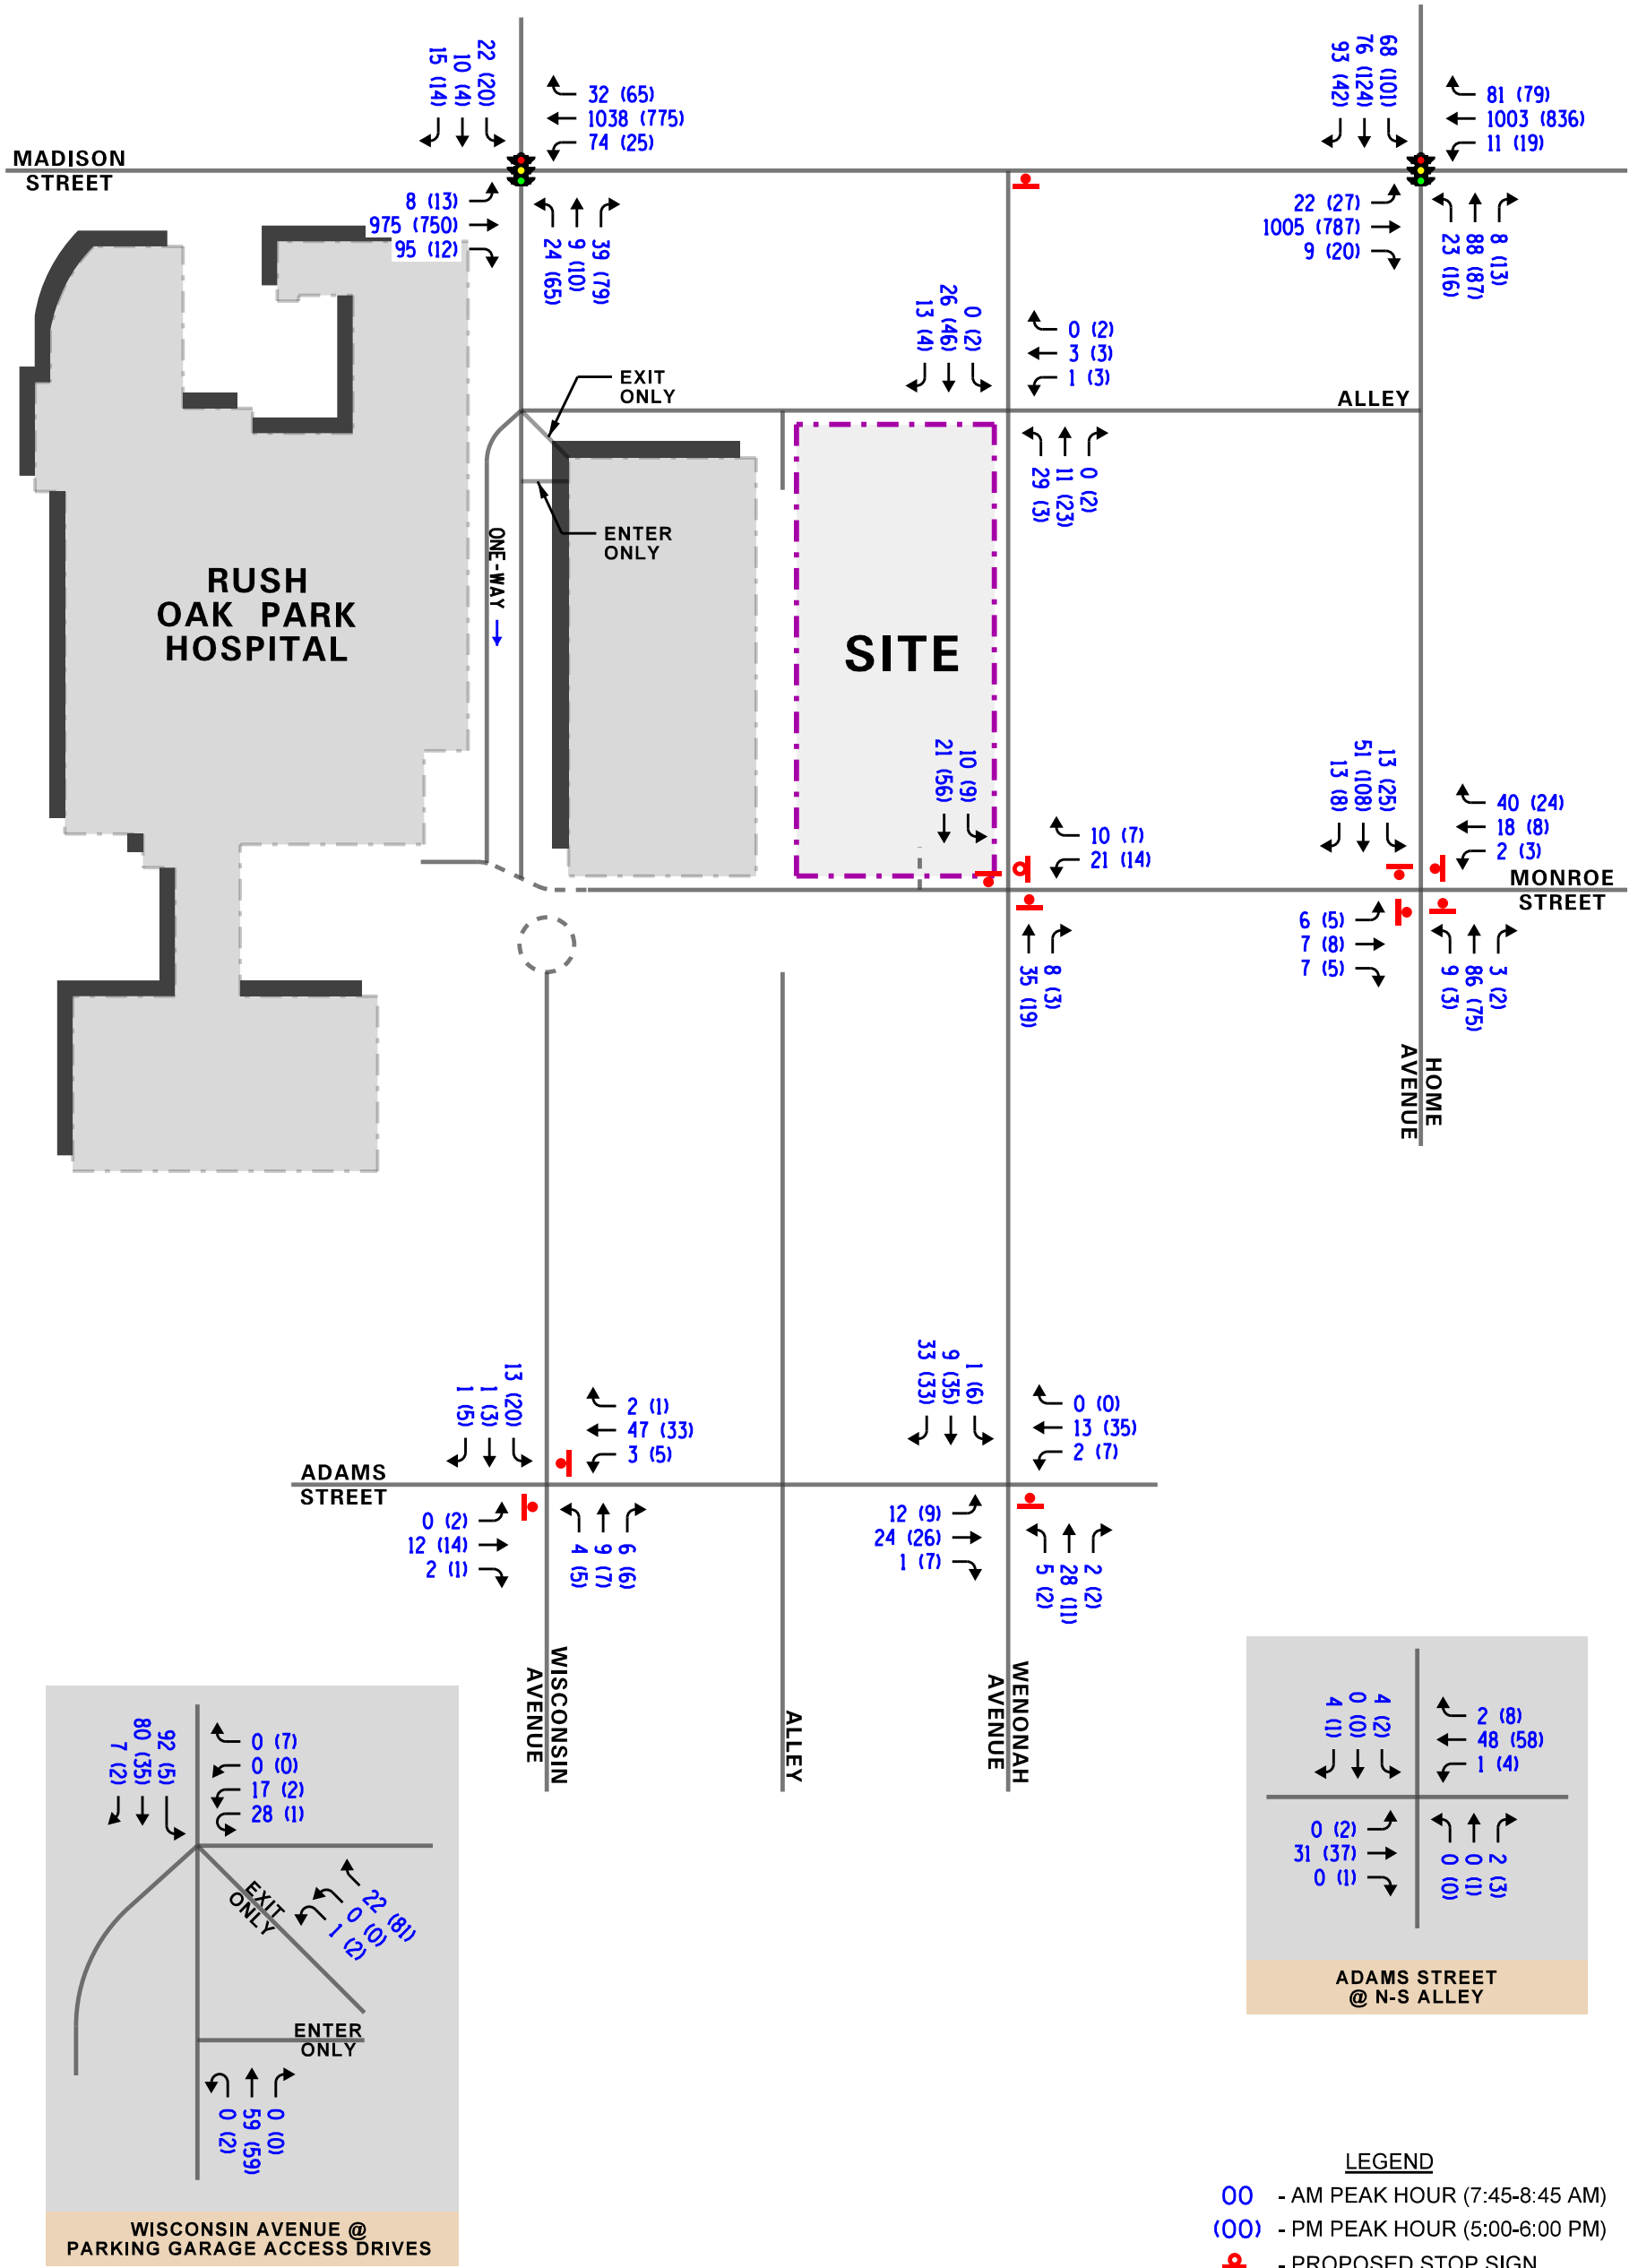 22 (20)
10 (4)
15 (14)
32 (65)
1038 (775)
74 (25)
68 (101)
76 (124)
93 (42)
81 (79)
1003 (836)
11 (19)
MADISON
STREET
8 (13)
975 (750)
95 (12)
24 (65)
9 (10)
39 (79)
22 (27)
1005 (787)
9 (20)
23 (16)
88 (87)
8 (13)
0 (2)
26 (46)
13 (4)
0 (2)
3 (3)
1 (3)
EXIT
ONLY
ALLEY
29 (3)
11 (23)
0 (2)
ENTER
ONLY
ONE-WAY
RUSH
OAK PARK
HOSPITAL
SITE
10 (9)
21 (56)
10 (7)
21 (14)
13 (25)
51 (108)
13 (8)
40 (24)
18 (8)
2 (3)
MONROE
STREET
6 (5)
7 (8)
7 (5)
35 (19)
8 (3)
9 (3)
86 (75)
3 (2)
HOME
AVENUE
13 (20)
1 (3)
1 (5)
2 (1)
47 (33)
3 (5)
1 (6)
9 (35)
33 (33)
0 (0)
13 (35)
2 (7)
ADAMS
STREET
0 (2)
12 (14)
2 (1)
4 (5)
9 (7)
6 (6)
12 (9)
24 (26)
1 (7)
5 (2)
28 (11)
2 (2)
WISCONSIN
AVENUE
ALLEY
WENONAH
AVENUE
92 (5)
80 (35)
7 (2)
0 (7)
0 (0)
17 (2)
28 (1)
EXIT
ONLY
22 (81)
0 (0)
1 (2)
ENTER
ONLY
0 (2)
59 (59)
0 (0)
WISCONSIN AVENUE @
PARKING GARAGE ACCESS DRIVES
4 (2)
0 (0)
4 (1)
2 (8)
48 (58)
1 (4)
0 (2)
31 (37)
0 (1)
0 (0)
0 (1)
2 (3)
ADAMS STREET
@ N-S ALLEY
LEGEND
00 - AM PEAK HOUR (7:45-8:45 AM)
(00) - PM PEAK HOUR (5:00-6:00 PM)
- PROPOSED STOP SIGN